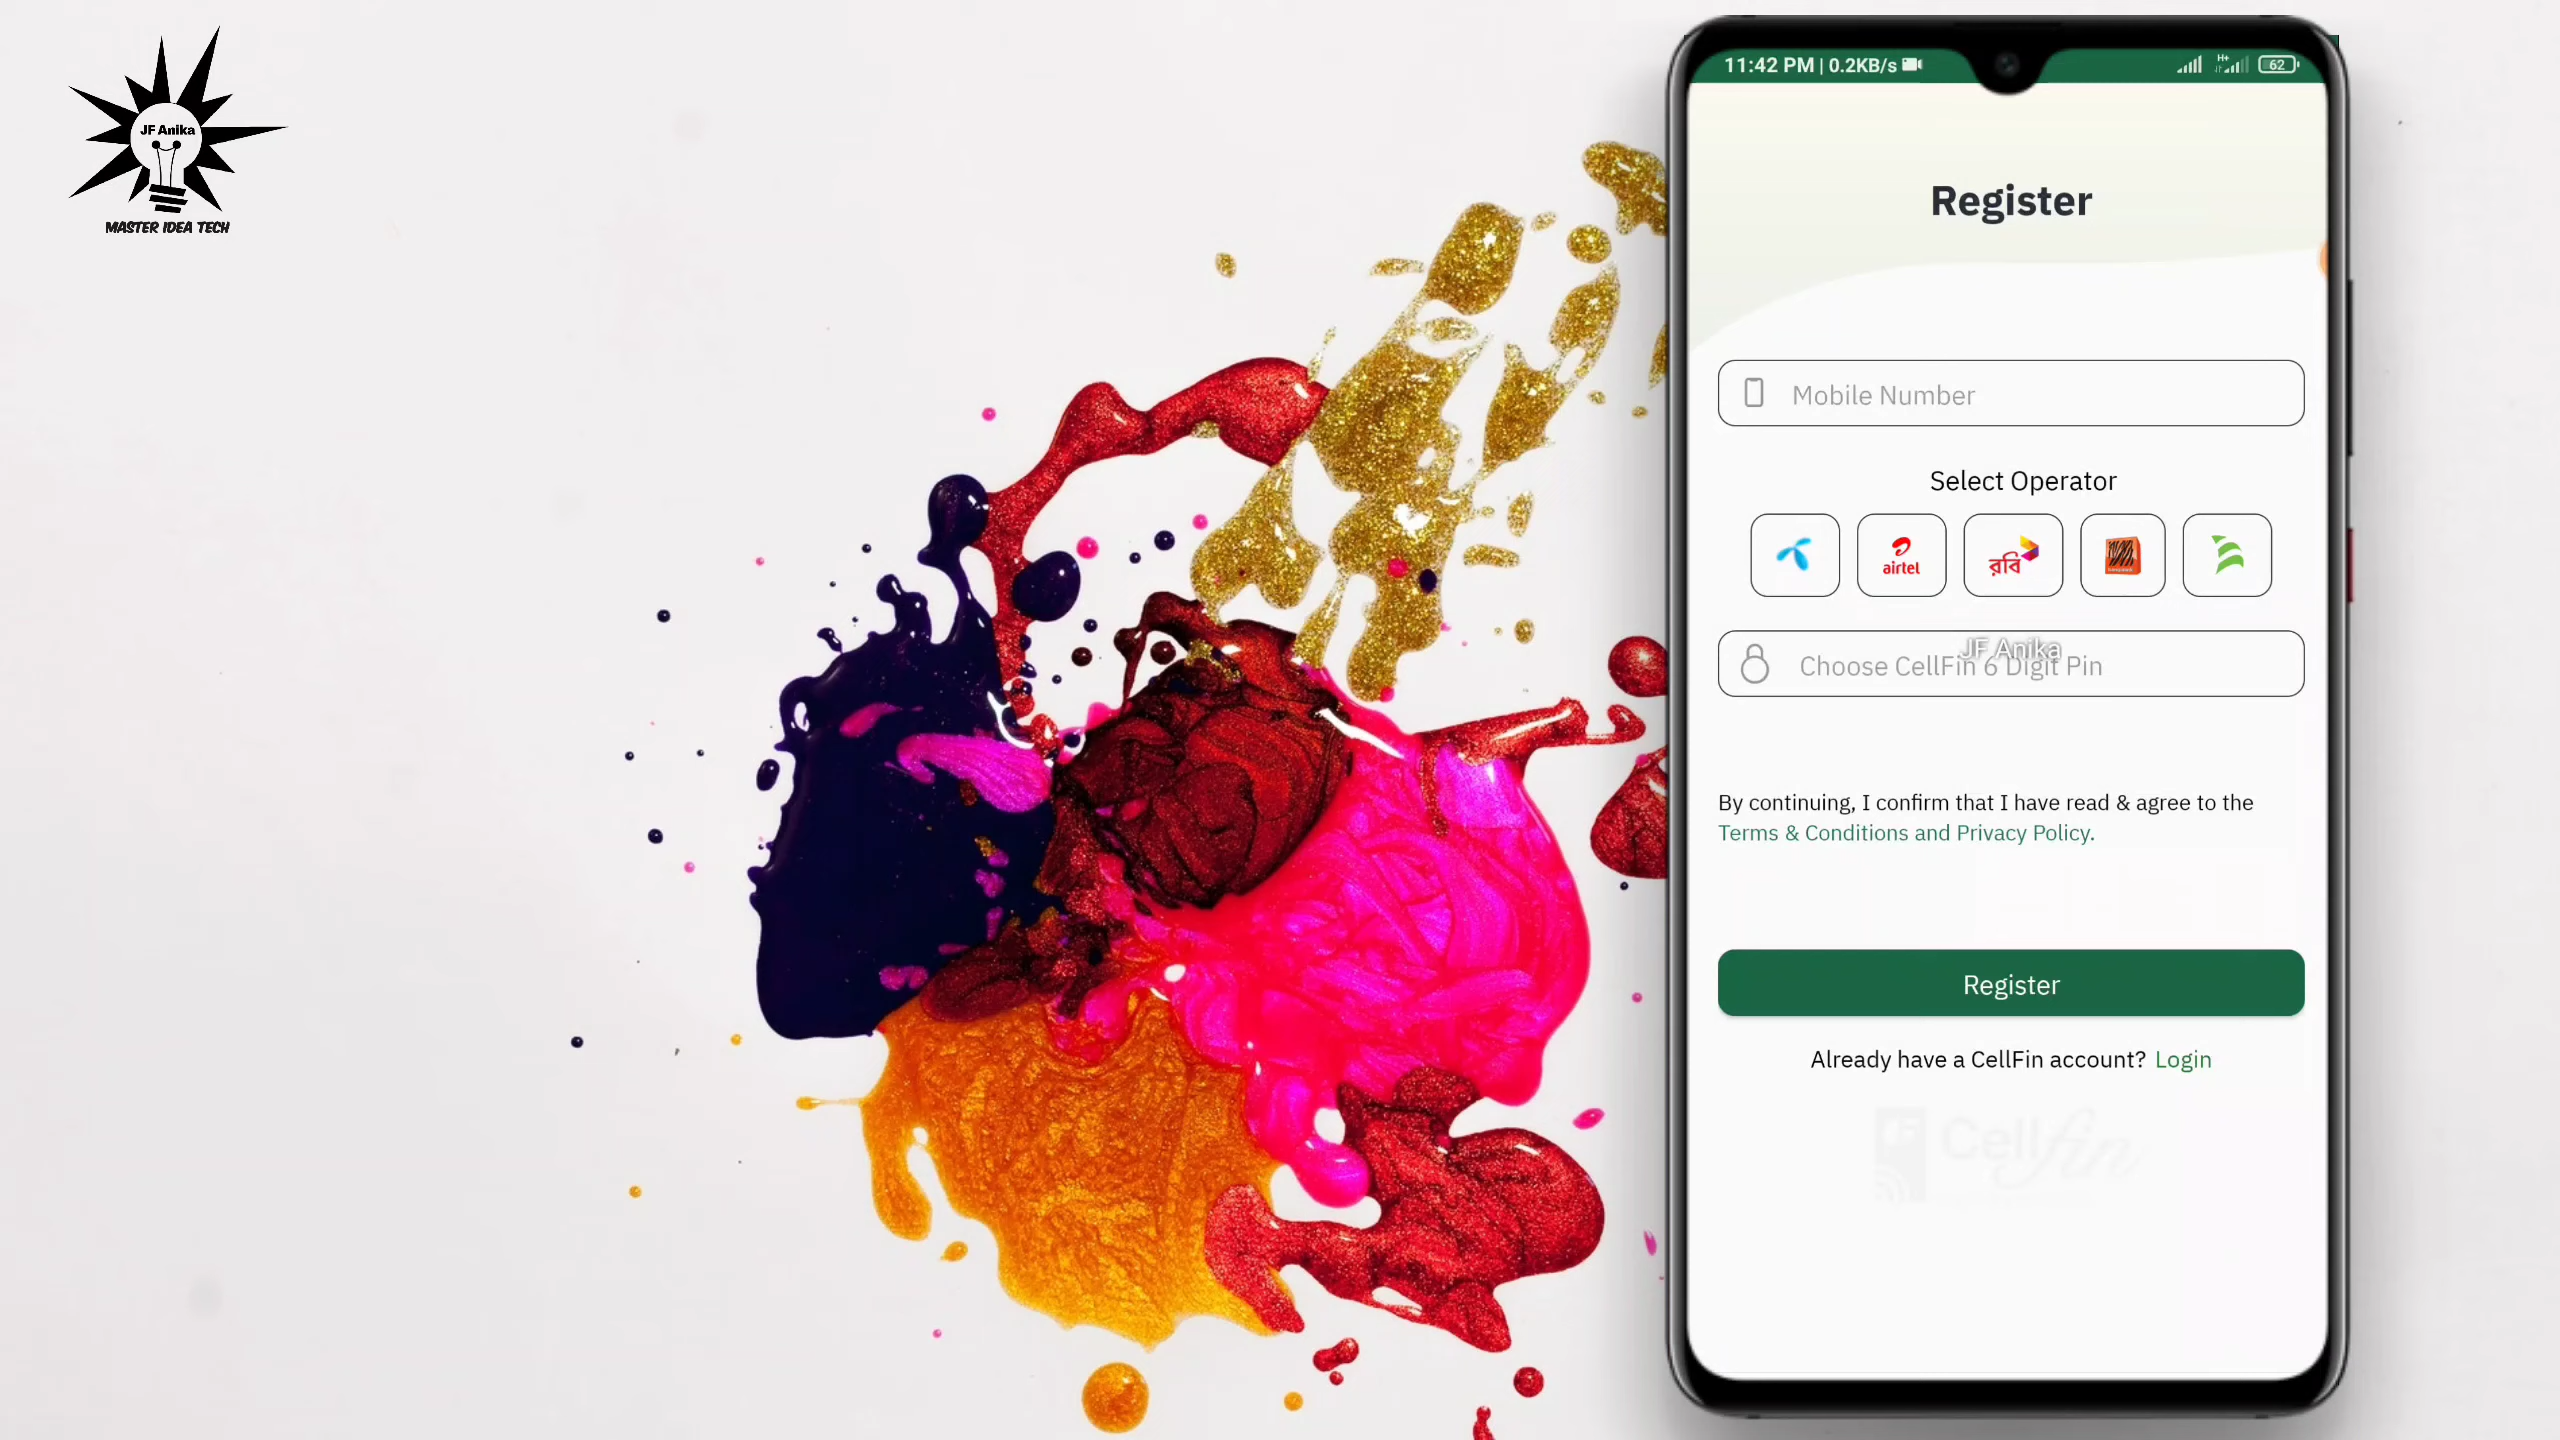 JF Anika
MASTER IDEA TECH
11:42 PM | 0.2KB/s
H+
62
Register
Mobile Number
Select Operator
airtel
রবি
JF Anika
Choose CellFin 6 Digit Pin
By continuing, I confirm that I have read & agree to the
Terms & Conditions and Privacy Policy.
Register
Already have a CellFin account? Login
Cellfin